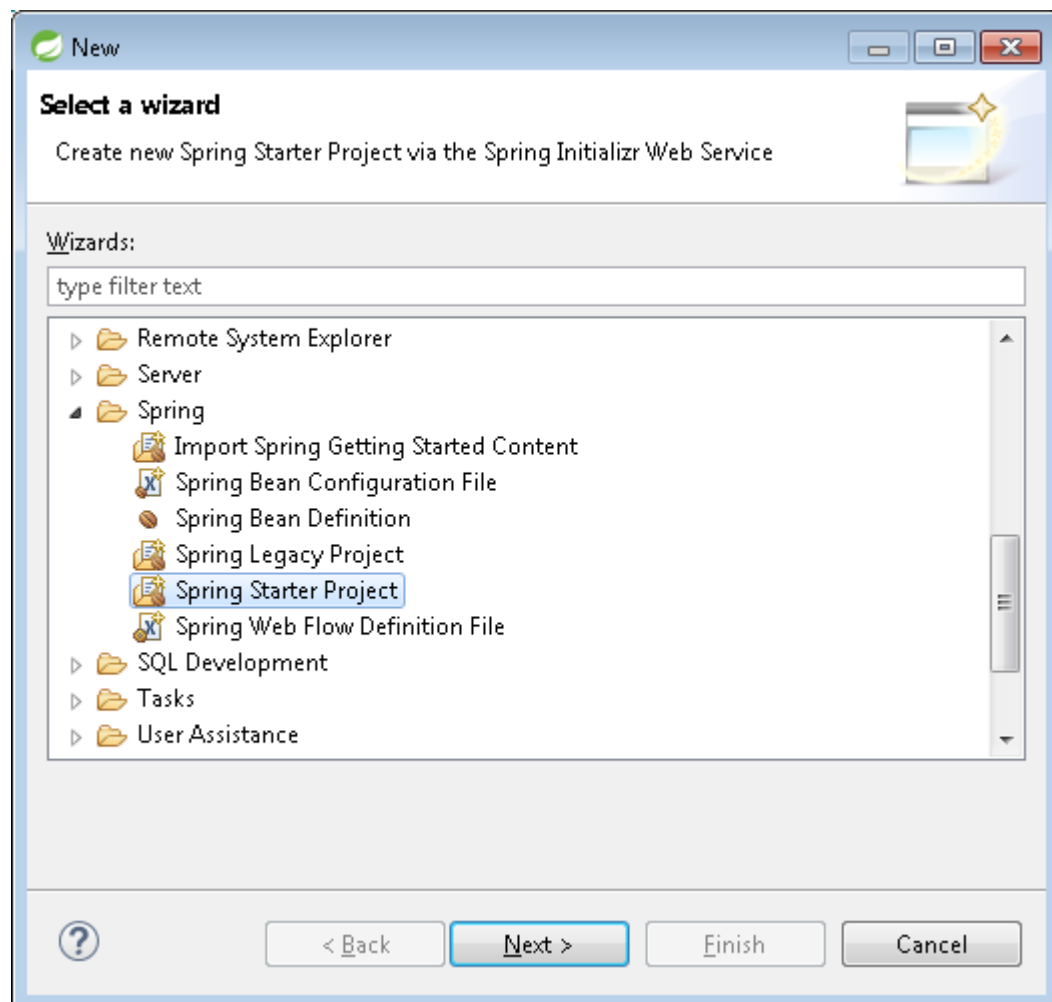 New
Select a wizard
Create new Spring Starter Project via the Spring Initializr Web Service
Wizards:
type filter text
Remote System Explorer
Server
Spring
Import Spring Getting Started Content
Spring Bean Configuration File
Spring Bean Definition
Spring Legacy Project
Spring Starter Project
Spring Web Flow Definition File
SQL Development
Tasks
User Assistance
? < Back Next > Finish Cancel